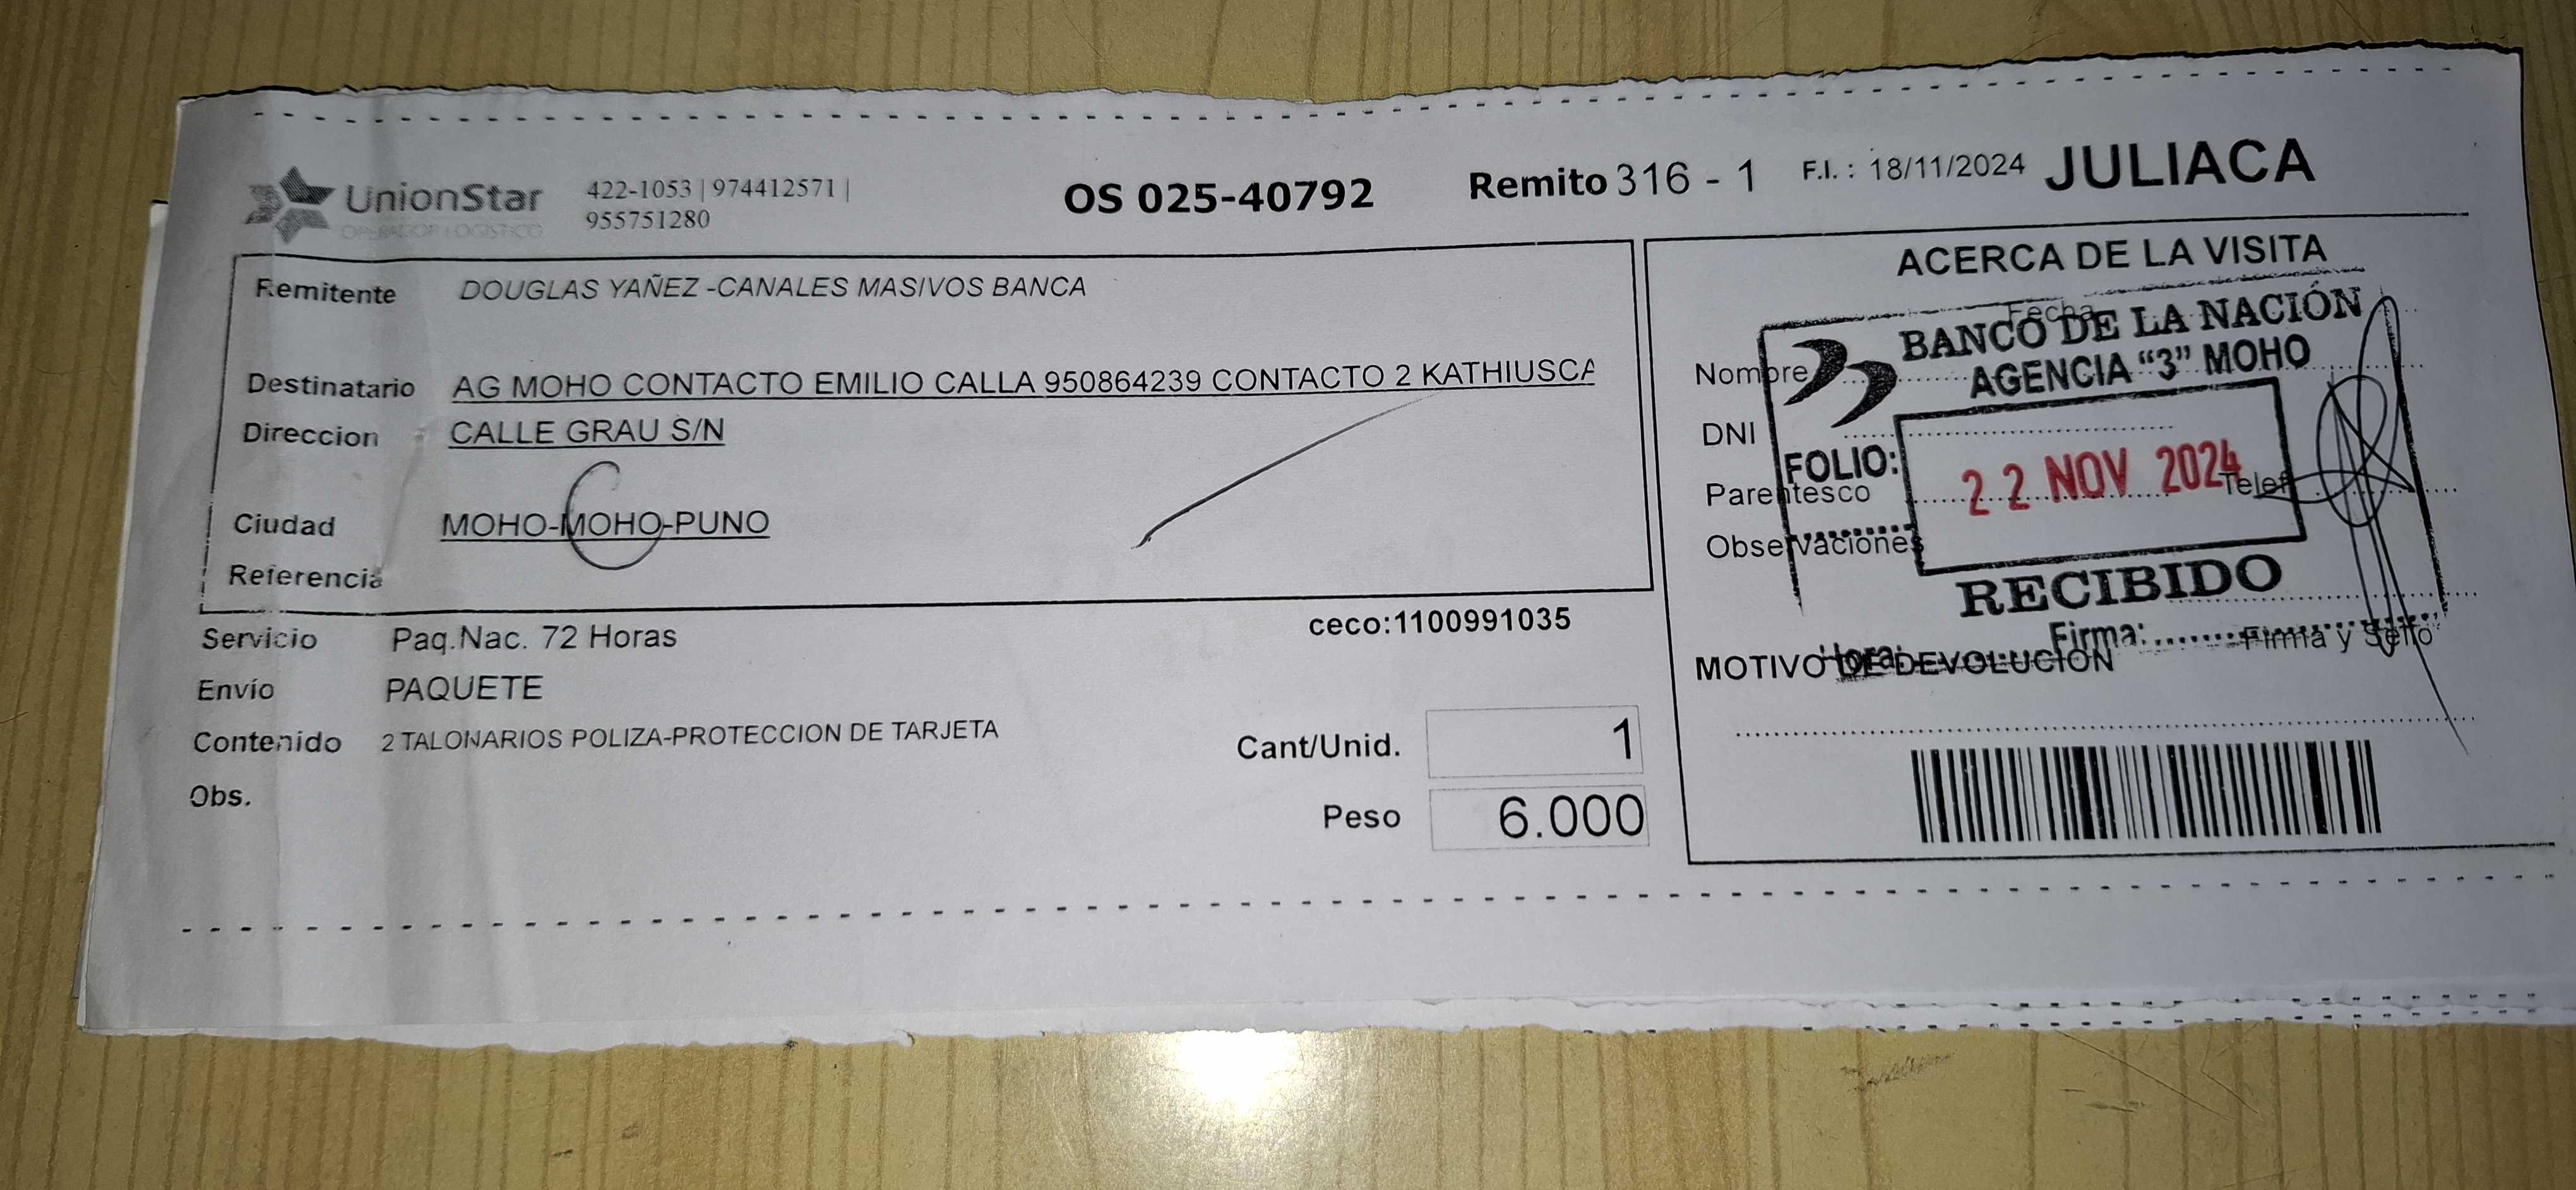 UnionStar
OPERADOR LOGISTICO
422-1053 | 974412571 |
955751280
OS 025-40792
Remito 316 - 1
F.I. : 18/11/2024
JULIACA
Remitente DOUGLAS YAÑEZ -CANALES MASIVOS BANCA
Destinatario AG MOHO CONTACTO EMILIO CALLA 950864239 CONTACTO 2 KATHIUSCA
Direccion CALLE GRAU S/N
Ciudad MOHO-MOHO-PUNO
Referencia
ceco:1100991035
Servicio Paq.Nac. 72 Horas
Envío PAQUETE
Contenido 2 TALONARIOS POLIZA-PROTECCION DE TARJETA
Obs.
Cant/Unid. 1
Peso 6.000
ACERCA DE LA VISITA
Fecha
Nombre
DNI
Parentesco
Telef
Observaciones
Firma y Sello
MOTIVO DE DEVOLUCION
BANCO DE LA NACIÓN
AGENCIA "3" MOHO
FOLIO:
22 NOV 2024
RECIBIDO
Hora: Firma: